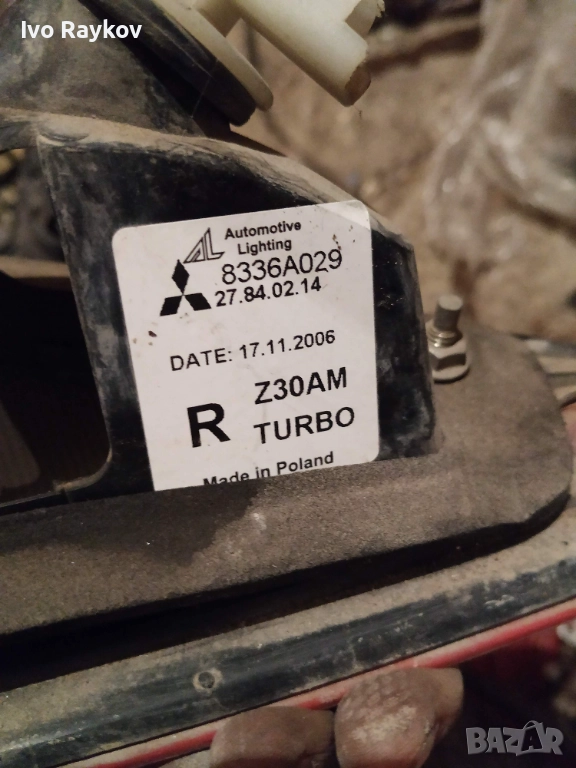 Ivo Raykov
AL
Automotive
Lighting
8336A029
27.84.02.14
DATE: 17.11.2006
R
Z30AM
TURBO
Made in Poland
BAZAR